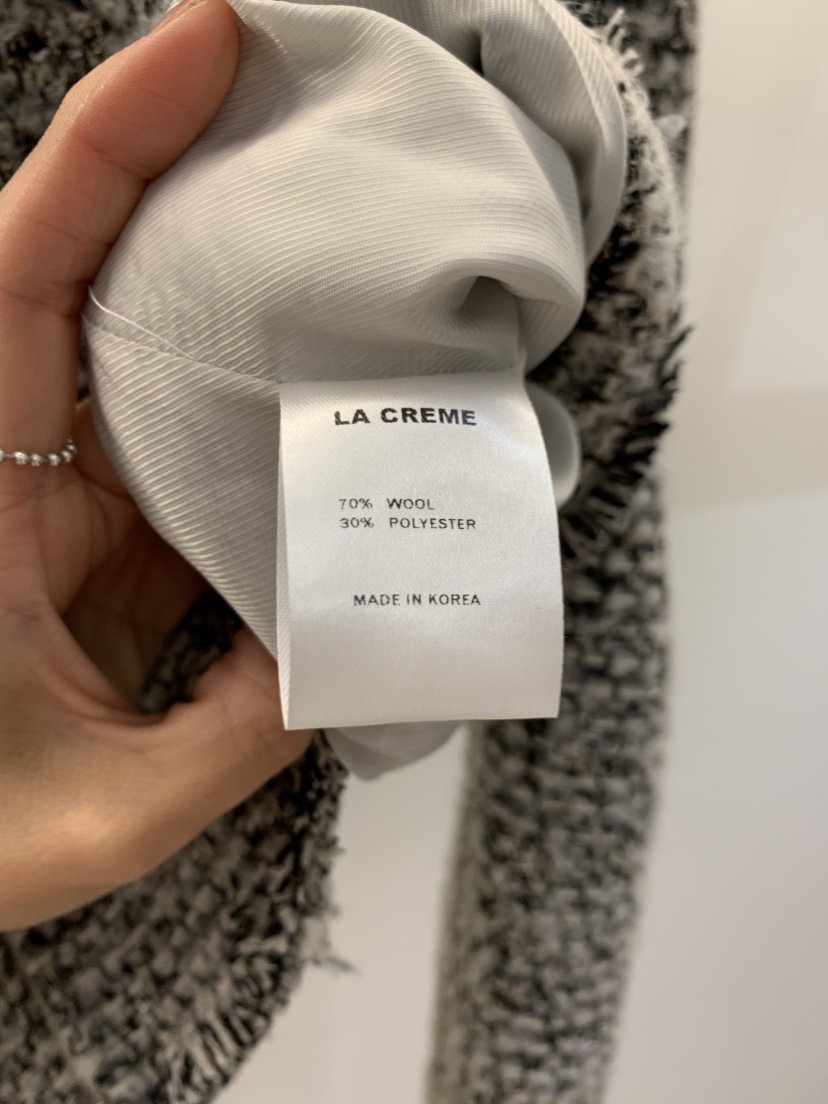 LA CREME
70% WOOL
30% POLYESTER
MADE IN KOREA